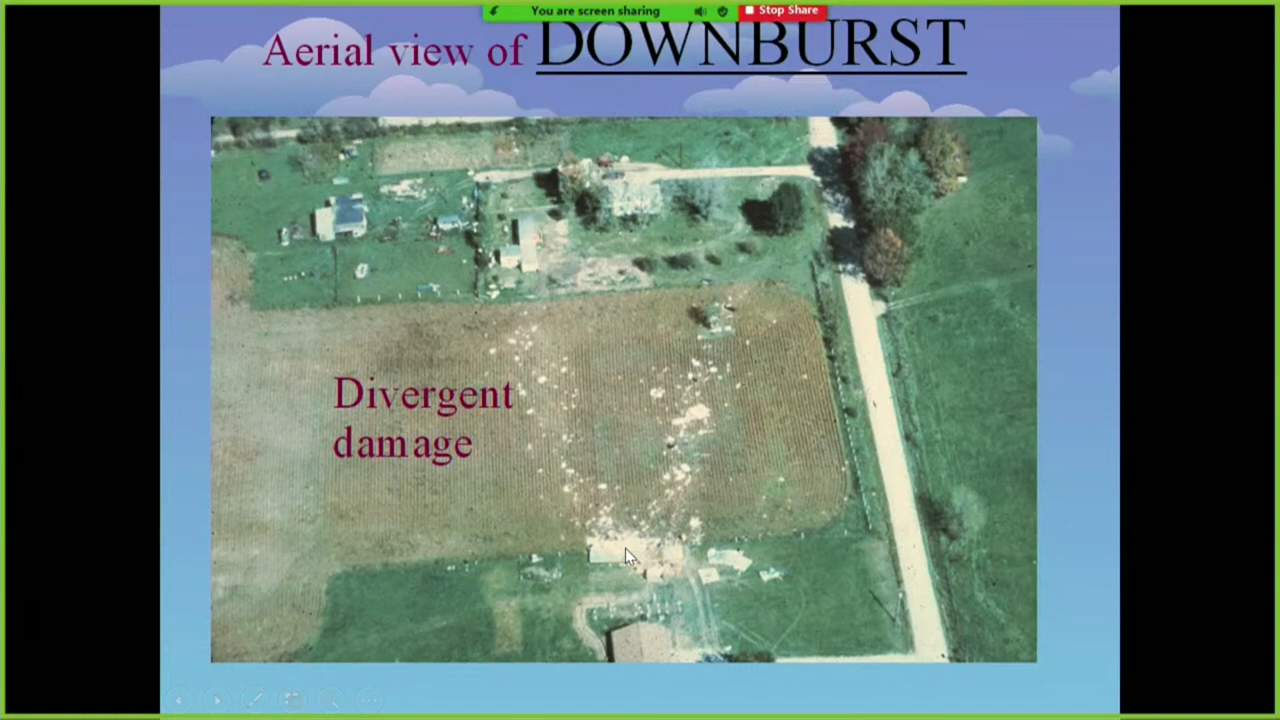 You are screen sharing
Stop Share
Aerial view of DOWNBURST
Divergent
damage